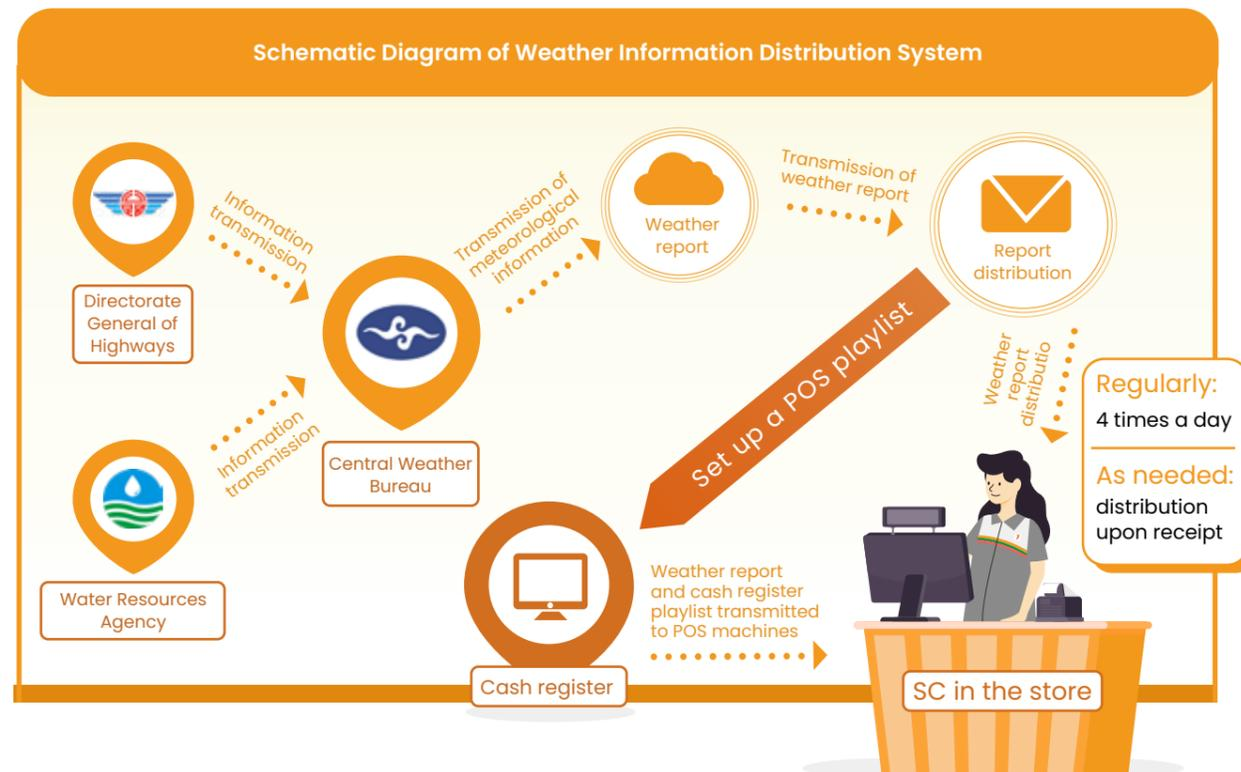 Schematic Diagram of Weather Information Distribution System
Information
transmission
Directorate
General of
Highways
Information
transmission
Water Resources
Agency
Central Weather
Bureau
Transmission of
meteorological
information
Weather
report
Transmission of
weather report
Report
distribution
Set up a POS playlist
Weather
report
distributio
Regularly:
4 times a day
As needed:
distribution
upon receipt
Cash register
Weather report
and cash register
playlist transmitted
to POS machines
SC in the store